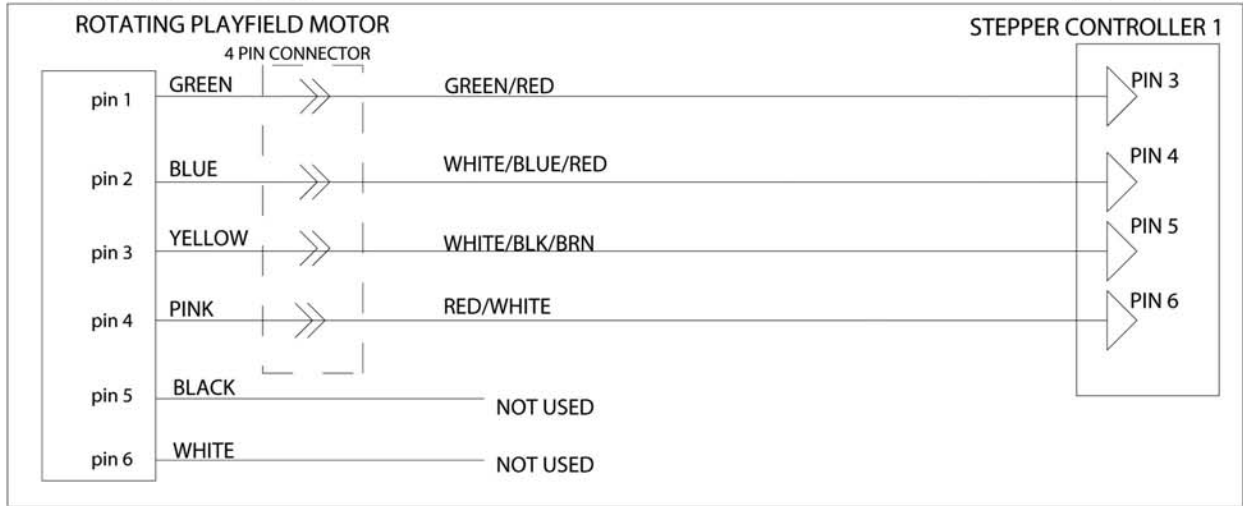 ROTATING PLAYFIELD MOTOR
STEPPER CONTROLLER 1
4 PIN CONNECTOR
pin 1
GREEN
GREEN/RED
PIN 3
pin 2
BLUE
WHITE/BLUE/RED
PIN 4
pin 3
YELLOW
WHITE/BLK/BRN
PIN 5
pin 4
PINK
RED/WHITE
PIN 6
pin 5
BLACK
NOT USED
pin 6
WHITE
NOT USED